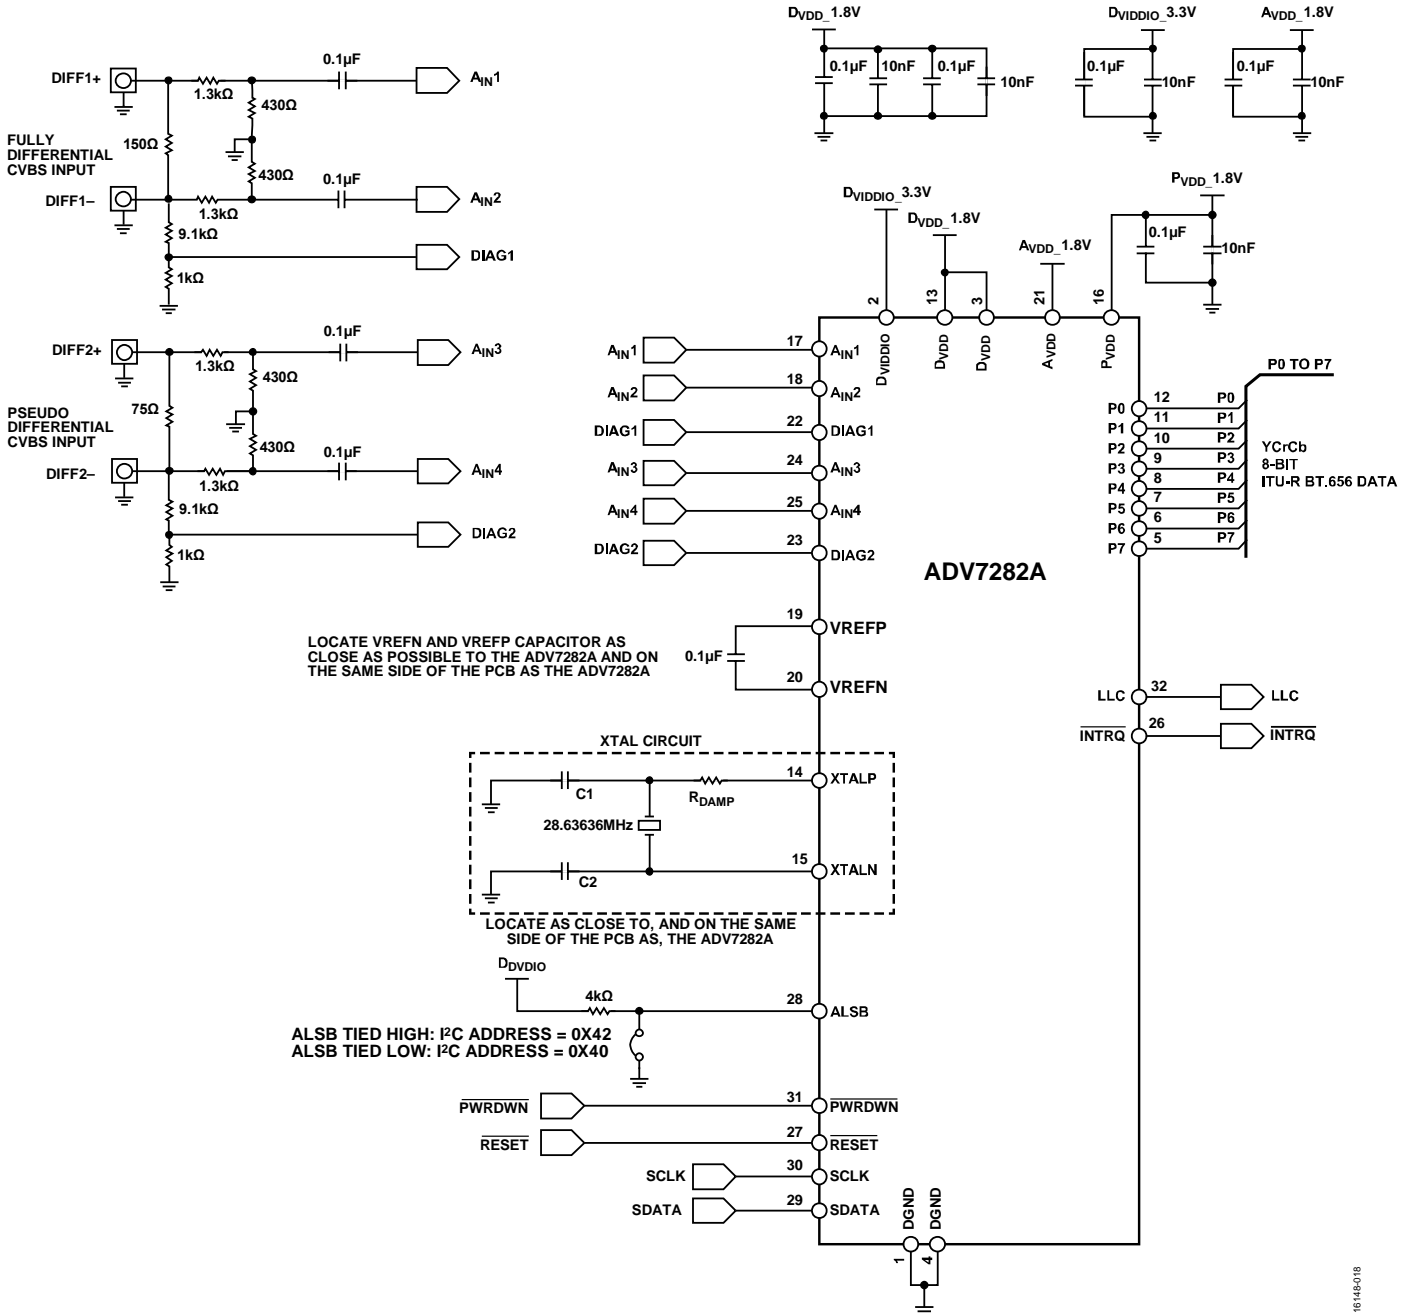 DVDD_1.8V
0.1µF 10nF 0.1µF 10nF
DVIDDIO_3.3V
0.1µF 10nF
AVDD_1.8V
0.1µF 10nF
DIFF1+
1.3kΩ
0.1µF
AIN1
430Ω
FULLY
DIFFERENTIAL
CVBS INPUT
150Ω
430Ω
0.1µF
DIFF1–
1.3kΩ
AIN2
9.1kΩ
DIAG1
1kΩ
DIFF2+
1.3kΩ
0.1µF
AIN3
430Ω
PSEUDO
DIFFERENTIAL
CVBS INPUT
75Ω
430Ω
0.1µF
DIFF2–
1.3kΩ
AIN4
9.1kΩ
DIAG2
1kΩ
DVIDDIO_3.3V
DVDD_1.8V
AVDD_1.8V
PVDD_1.8V
0.1µF
10nF
2 13 3 21 16
DVIDDIO DVDD DVDD AVDD PVDD
AIN1 17 AIN1
AIN2 18 AIN2
DIAG1 22 DIAG1
AIN3 24 AIN3
AIN4 25 AIN4
DIAG2 23 DIAG2
ADV7282A
P0 TO P7
P0 12 P0
P1 11 P1
P2 10 P2
P3 9 P3
P4 8 P4
P5 7 P5
P6 6 P6
P7 5 P7
YCrCb
8-BIT
ITU-R BT.656 DATA
LOCATE VREFN AND VREFP CAPACITOR AS
CLOSE AS POSSIBLE TO THE ADV7282A AND ON
THE SAME SIDE OF THE PCB AS THE ADV7282A
0.1µF
19 VREFP
20 VREFN
LLC 32 LLC
INTRQ 26 INTRQ
XTAL CIRCUIT
C1
RDAMP
14 XTALP
28.63636MHz
C2
15 XTALN
LOCATE AS CLOSE TO, AND ON THE SAME
SIDE OF THE PCB AS, THE ADV7282A
DDVDIO
4kΩ
28 ALSB
ALSB TIED HIGH: I²C ADDRESS = 0X42
ALSB TIED LOW: I²C ADDRESS = 0X40
PWRDWN 31 PWRDWN
RESET 27 RESET
SCLK 30 SCLK
SDATA 29 SDATA
DGND DGND
1 4
16148-018